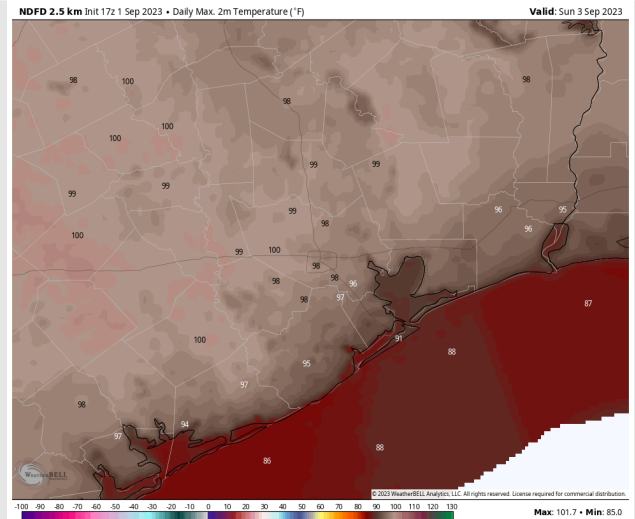 NDFD 2.5 km Init 17z 1 Sep 2023 • Daily Max. 2m Temperature (°F)
Valid: Sun 3 Sep 2023
98 100 98
98
100
100
99 99
99 99
96 95
99 98 96
100
99 100
98
98 98 96
98 97
87
100 91
88
95
97
98
94
97
88
86
WEATHERBELL
© 2023 WeatherBELL Analytics, LLC. All rights reserved. License required for commercial distribution.
-100 -90 -80 -70 -60 -50 -40 -30 -20 -10 0 10 20 30 40 50 60 70 80 90 100 110 120 130
Max: 101.7 • Min: 85.0